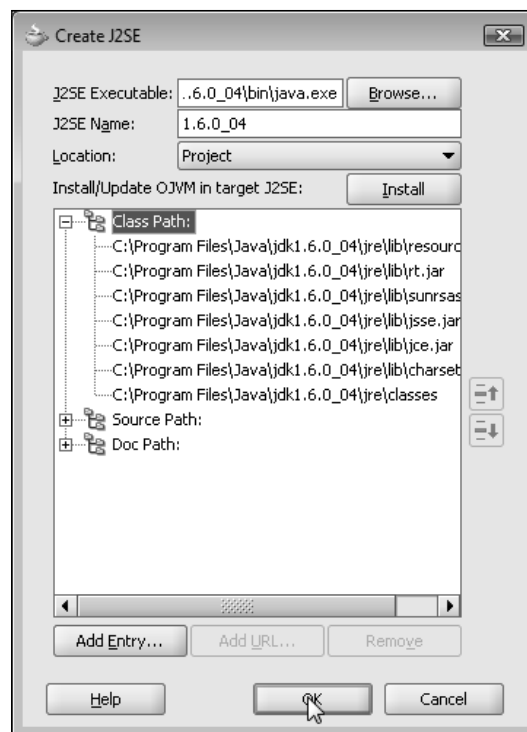 Create J2SE
J2SE Executable: ..6.0_04\bin\java.exe Browse...
J2SE Name: 1.6.0_04
Location: Project
Install/Update OJVM in target J2SE: Install
Class Path:
C:\Program Files\Java\jdk1.6.0_04\jre\lib\resourc
C:\Program Files\Java\jdk1.6.0_04\jre\lib\rt.jar
C:\Program Files\Java\jdk1.6.0_04\jre\lib\sunrsas
C:\Program Files\Java\jdk1.6.0_04\jre\lib\jsse.jar
C:\Program Files\Java\jdk1.6.0_04\jre\lib\jce.jar
C:\Program Files\Java\jdk1.6.0_04\jre\lib\charset
C:\Program Files\Java\jdk1.6.0_04\jre\classes
Source Path:
Doc Path:
Add Entry... Add URL... Remove
Help OK Cancel